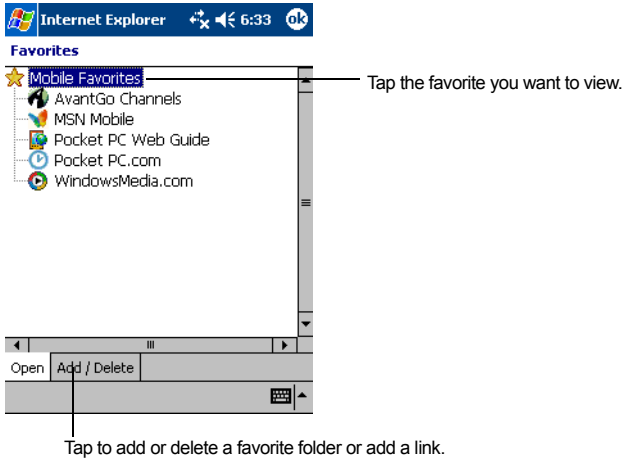 Internet Explorer 6:33 ok
Favorites
Mobile Favorites
Tap the favorite you want to view.
AvantGo Channels
MSN Mobile
Pocket PC Web Guide
Pocket PC.com
WindowsMedia.com
Open Add / Delete
Tap to add or delete a favorite folder or add a link.